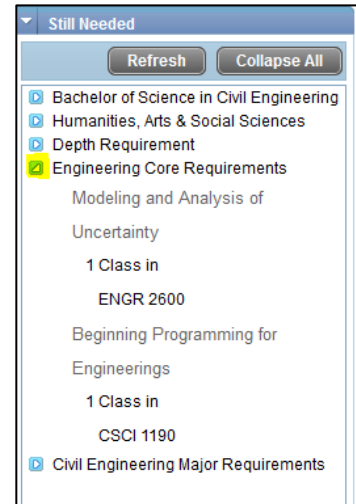 Still Needed
Refresh Collapse All
Bachelor of Science in Civil Engineering
Humanities, Arts & Social Sciences
Depth Requirement
Engineering Core Requirements
Modeling and Analysis of
Uncertainty
1 Class in
ENGR 2600
Beginning Programming for
Engineerings
1 Class in
CSCI 1190
Civil Engineering Major Requirements